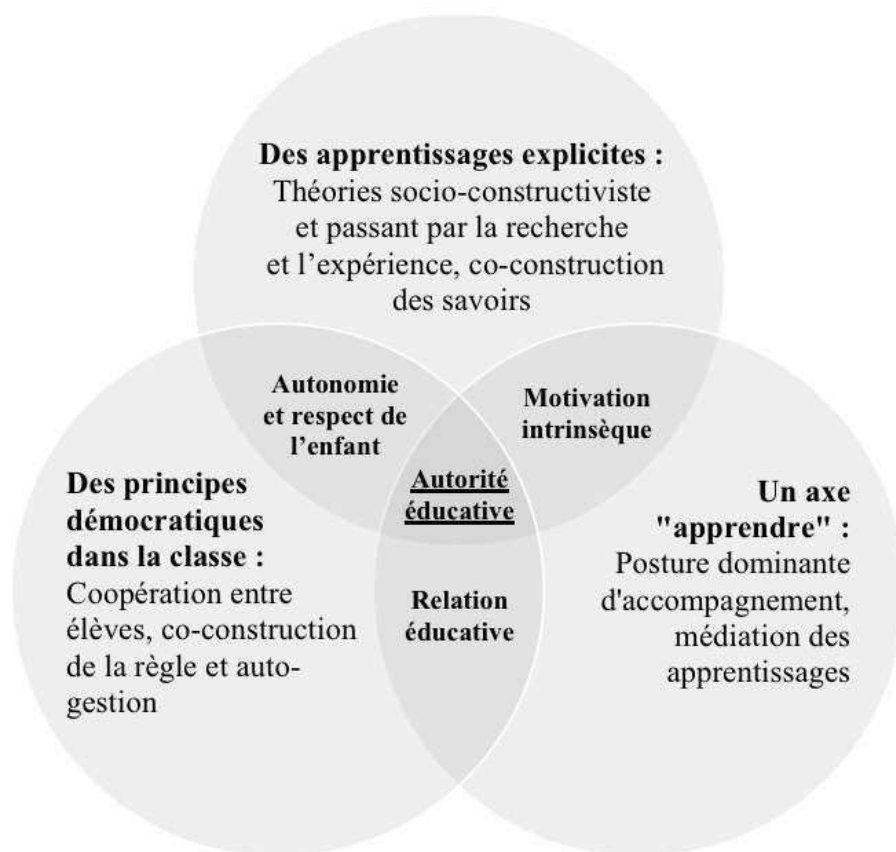 Des apprentissages explicites :
Théories socio-constructiviste
et passant par la recherche
et l’expérience, co-construction
des savoirs
Autonomie
et respect de
l’enfant
Motivation
intrinsèque
Autorité
éducative
Des principes
démocratiques
dans la classe :
Coopération entre
élèves, co-construction
de la règle et auto-
gestion
Relation
éducative
Un axe
"apprendre" :
Posture dominante
d'accompagnement,
médiation des
apprentissages